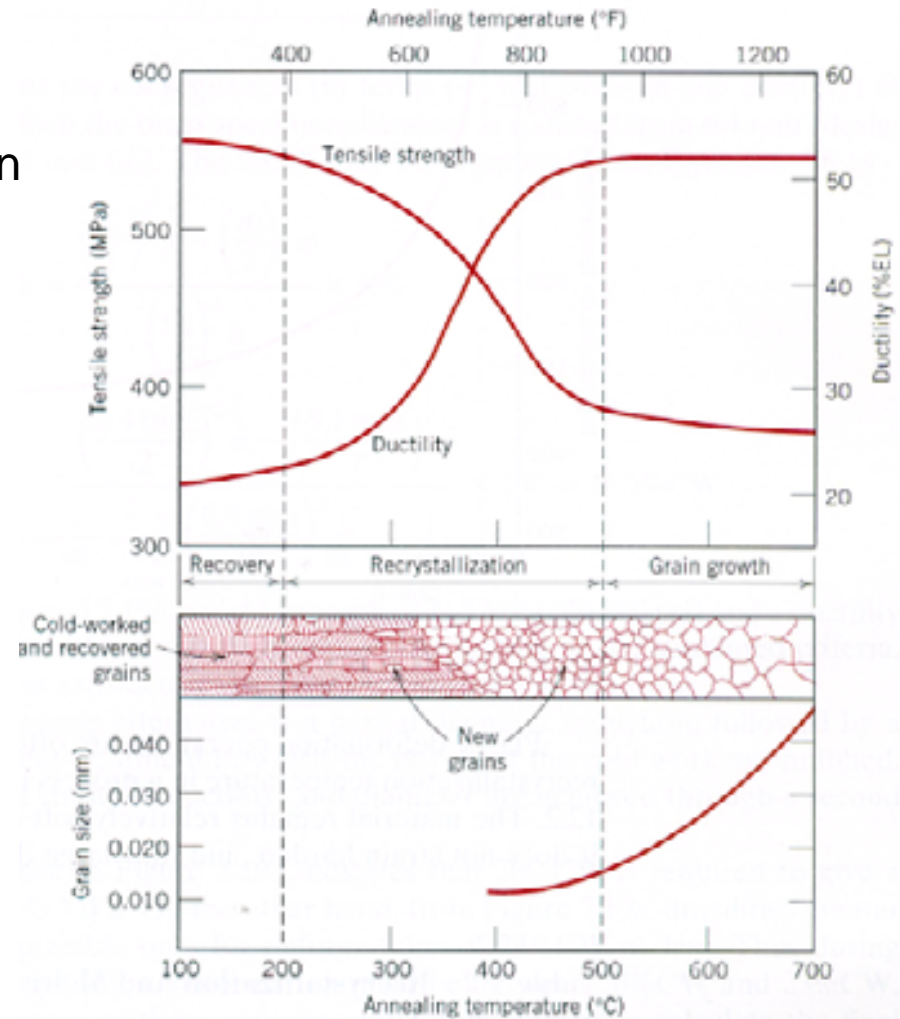 Annealing temperature (°F)
400 600 800 1000 1200
600 60
n
Tensile strength
50
500
Tensile strength (MPa)
40
Ductility (%EL)
400
30
Ductility
20
300
Recovery Recrystallization Grain growth
Cold-worked
and recovered
grains
New
grains
0.040
0.030
Grain size (mm)
0.020
0.010
100 200 300 400 500 600 700
Annealing temperature (°C)